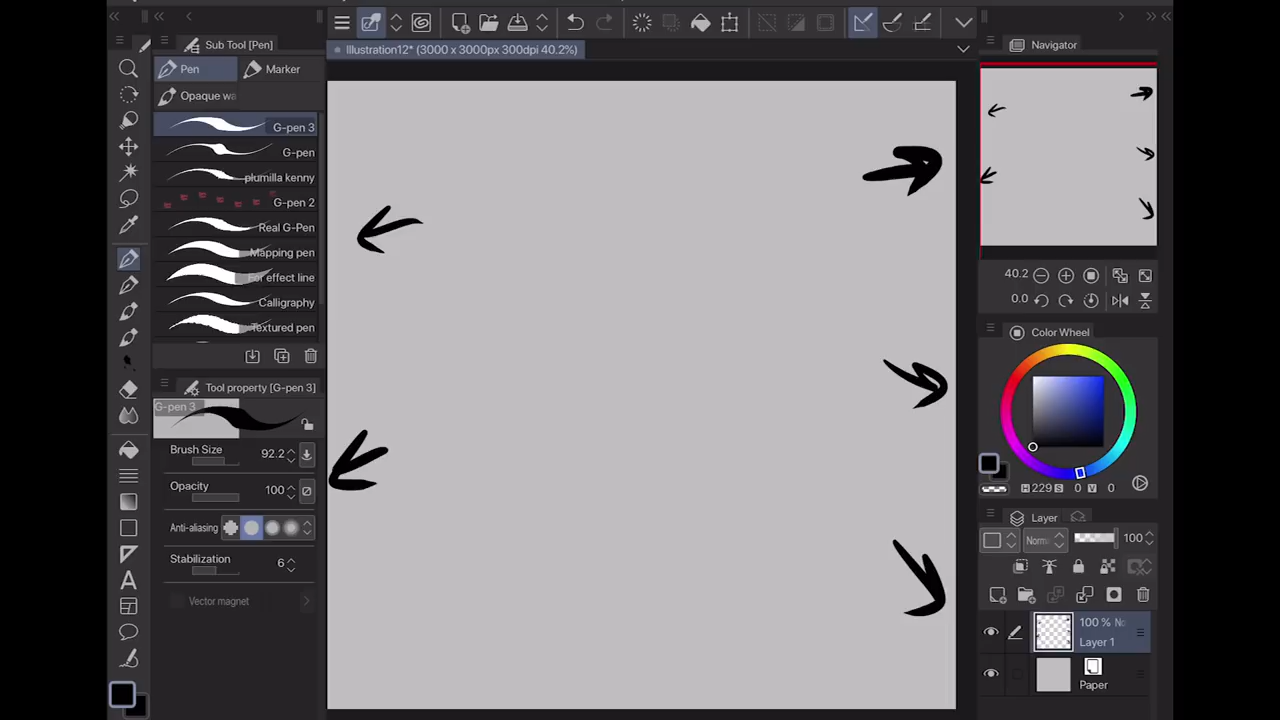 Sub Tool [Pen]
Illustration12* (3000 x 3000px 300dpi 40.2%)
Navigator
Pen
Marker
Opaque wa
G-pen 3
G-pen
plumilla kenny
G-pen 2
Real G-Pen
Mapping pen
For effect line
Calligraphy
Textured pen
40.2
0.0
Color Wheel
Tool property [G-pen 3]
G-pen 3
Brush Size 92.2
Opacity 100
Anti-aliasing
Stabilization 6
Vector magnet
H 229 S 0 V 0
Layer
Norm 100
100 % No
Layer 1
Paper